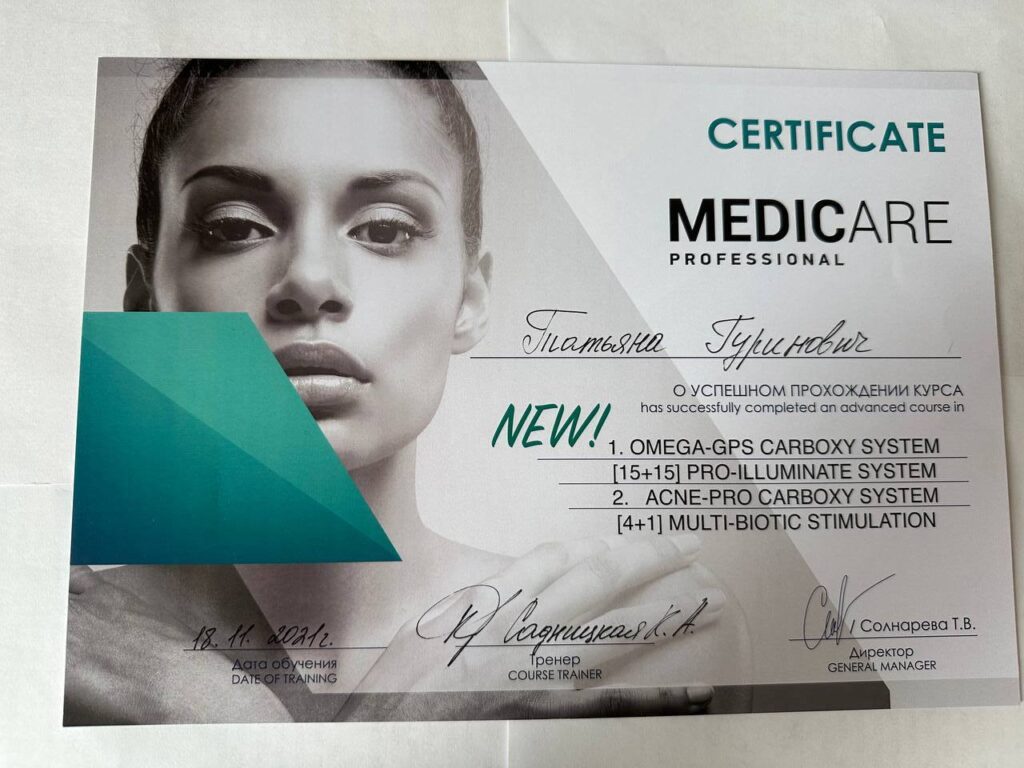 CERTIFICATE
MEDICARE
PROFESSIONAL
Татьяна Гуринович
О УСПЕШНОМ ПРОХОЖДЕНИИ КУРСА
has successfully completed an advanced course in
NEW!
1. OMEGA-GPS CARBOXY SYSTEM
[15+15] PRO-ILLUMINATE SYSTEM
2. ACNE-PRO CARBOXY SYSTEM
[4+1] MULTI-BIOTIC STIMULATION
18.11.2021г.
Дата обучения
DATE OF TRAINING
Садницкая К.А.
Тренер
COURSE TRAINER
/ Солнарева Т.В.
Директор
GENERAL MANAGER